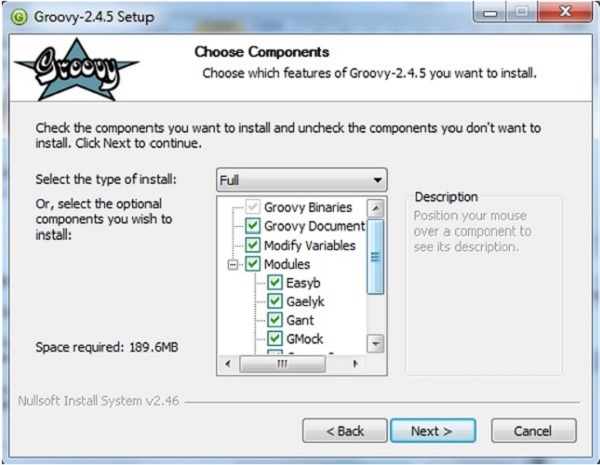 Groovy-2.4.5 Setup
Groovy
Choose Components
Choose which features of Groovy-2.4.5 you want to install.
Check the components you want to install and uncheck the components you don't want to
install. Click Next to continue.
Select the type of install:
Full
Or, select the optional
components you wish to
install:
Groovy Binaries
Groovy Document
Modify Variables
Modules
Easyb
Gaelyk
Gant
GMock
Description
Position your mouse
over a component to
see its description.
Space required: 189.6MB
Nullsoft Install System v2.46
< Back
Next >
Cancel